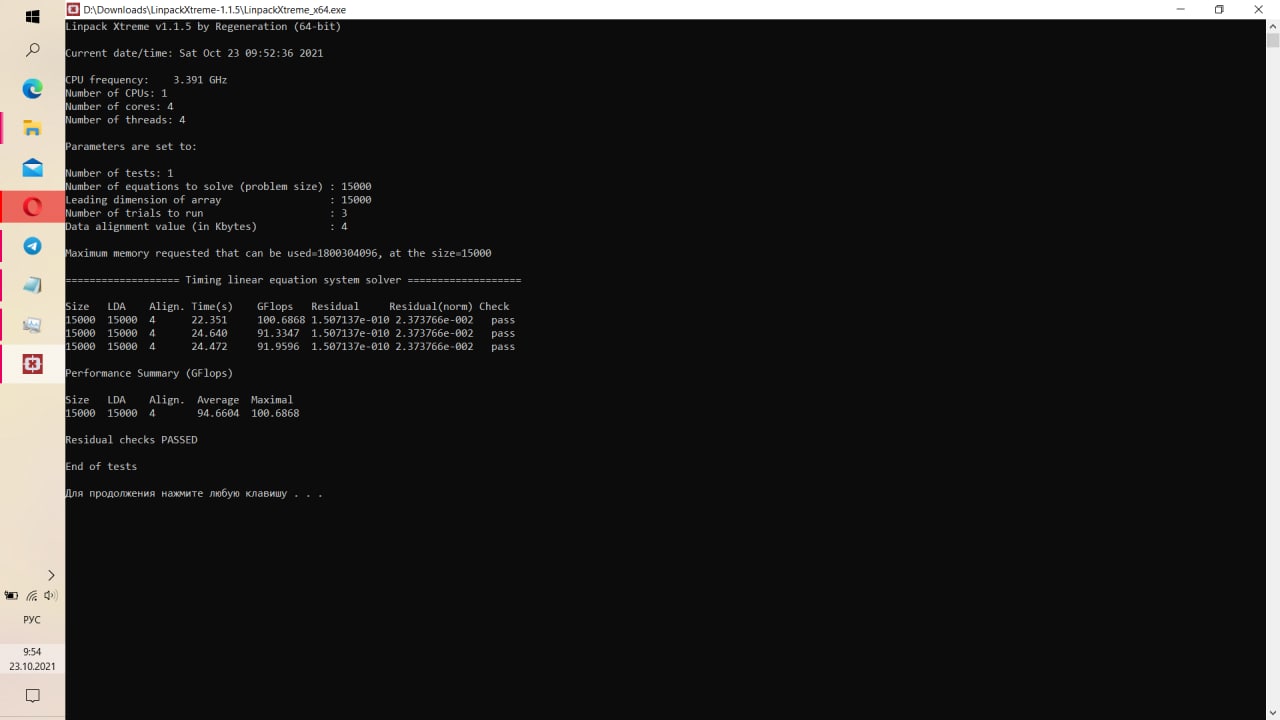 D:\Downloads\LinpackXtreme-1.1.5\LinpackXtreme_x64.exe
Linpack Xtreme v1.1.5 by Regeneration (64-bit)
Current date/time: Sat Oct 23 09:52:36 2021
CPU frequency:    3.391 GHz
Number of CPUs: 1
Number of cores: 4
Number of threads: 4
Parameters are set to:
Number of tests: 1
Number of equations to solve (problem size) : 15000
Leading dimension of array                  : 15000
Number of trials to run                     : 3
Data alignment value (in Kbytes)            : 4
Maximum memory requested that can be used=1800304096, at the size=15000
=================== Timing linear equation system solver ===================
Size   LDA    Align. Time(s)    GFlops   Residual     Residual(norm) Check
15000  15000  4      22.351     100.6868 1.507137e-010 2.373766e-002   pass
15000  15000  4      24.640     91.3347  1.507137e-010 2.373766e-002   pass
15000  15000  4      24.472     91.9596  1.507137e-010 2.373766e-002   pass
Performance Summary (GFlops)
Size   LDA    Align.  Average  Maximal
15000  15000  4       94.6604  100.6868
Residual checks PASSED
End of tests
Для продолжения нажмите любую клавишу . . .
РУС
9:54
23.10.2021